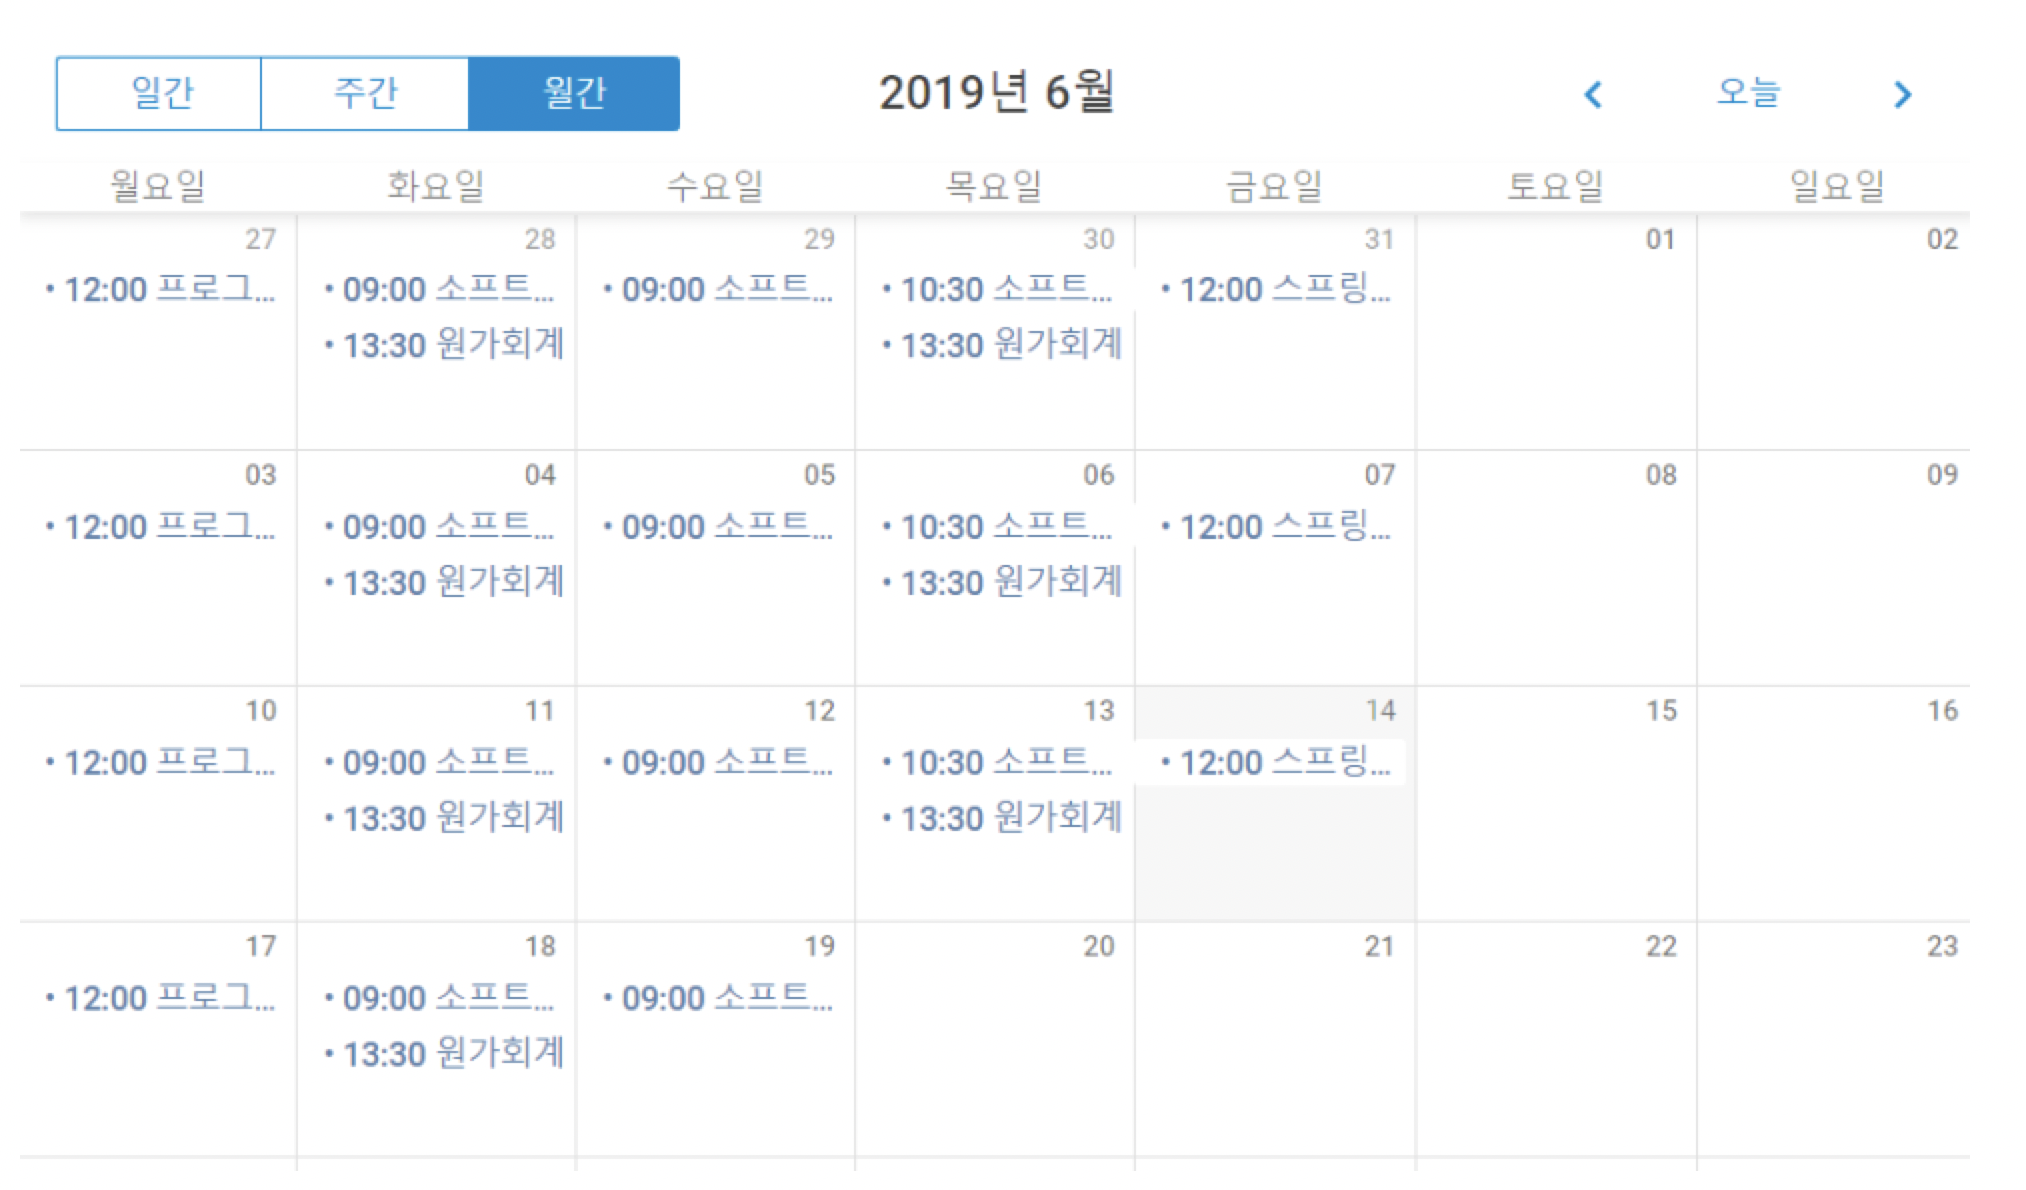 일간 주간 월간 2019년 6월 오늘
월요일 화요일 수요일 목요일 금요일 토요일 일요일
27 28 29 30 31 01 02
• 12:00 프로그... • 09:00 소프트... • 09:00 소프트... • 10:30 소프트... • 12:00 스프링...
• 13:30 원가회계 • 13:30 원가회계
03 04 05 06 07 08 09
• 12:00 프로그... • 09:00 소프트... • 09:00 소프트... • 10:30 소프트... • 12:00 스프링...
• 13:30 원가회계 • 13:30 원가회계
10 11 12 13 14 15 16
• 12:00 프로그... • 09:00 소프트... • 09:00 소프트... • 10:30 소프트... • 12:00 스프링...
• 13:30 원가회계 • 13:30 원가회계
17 18 19 20 21 22 23
• 12:00 프로그... • 09:00 소프트... • 09:00 소프트...
• 13:30 원가회계